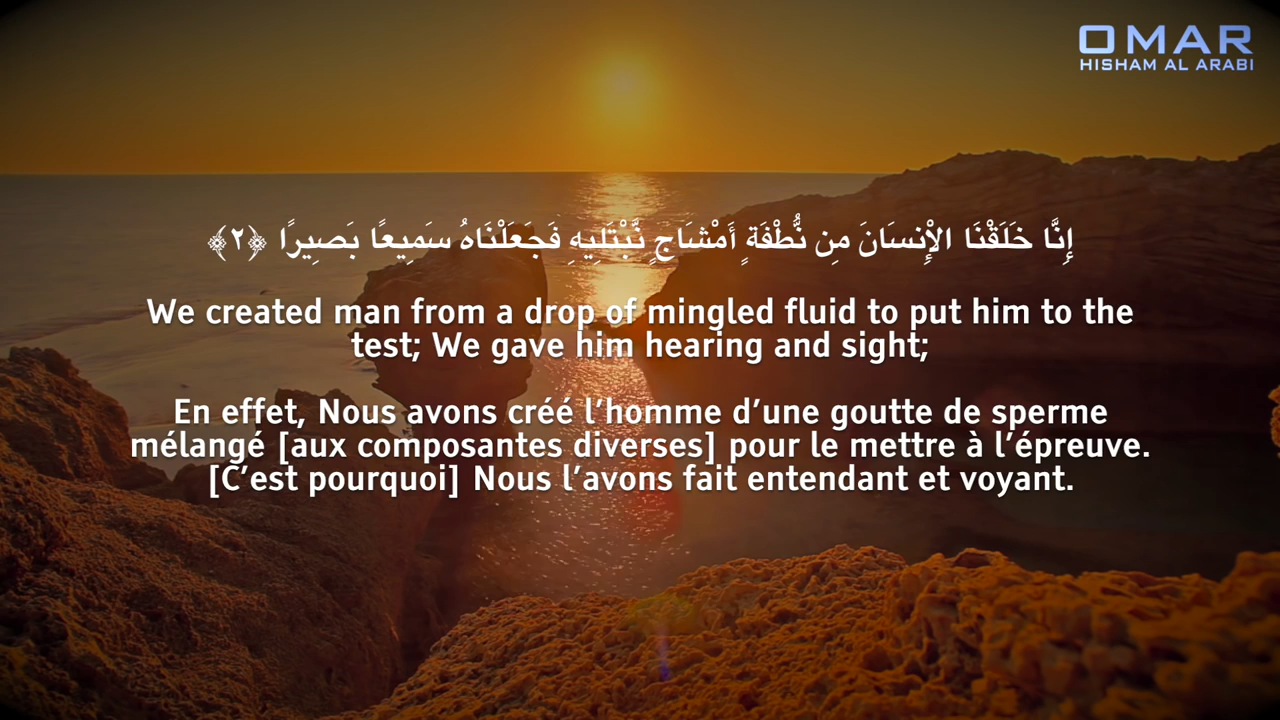 OMAR
HISHAM AL ARABI
إِنَّا خَلَقْنَا الْإِنسَانَ مِن نُّطْفَةٍ أَمْشَاجٍ نَّبْتَلِيهِ فَجَعَلْنَاهُ سَمِيعًا بَصِيرًا ﴿٢﴾
We created man from a drop of mingled fluid to put him to the
test; We gave him hearing and sight;
En effet, Nous avons créé l’homme d’une goutte de sperme
mélangé [aux composantes diverses] pour le mettre à l’épreuve.
[C’est pourquoi] Nous l’avons fait entendant et voyant.